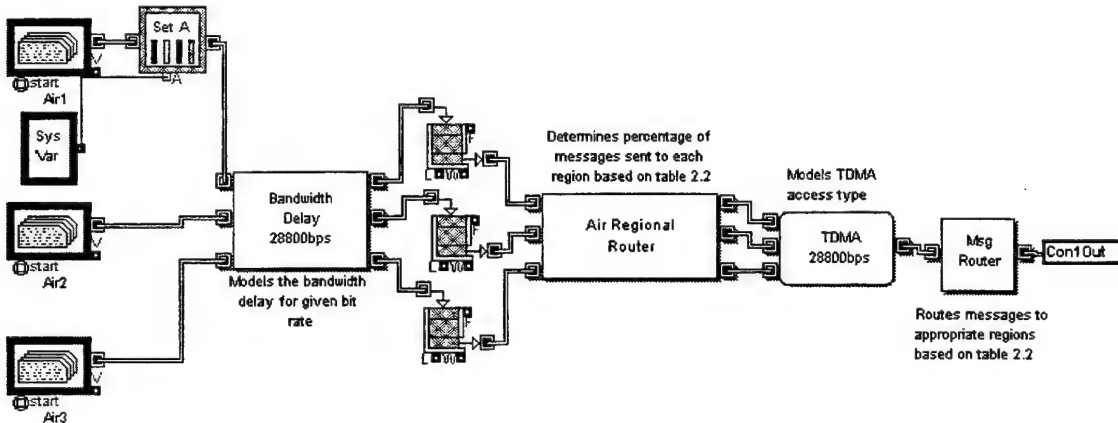 Set A
V
A
start
Air1
Sys
Var
V
start
Air2
V
start
Air3
Bandwidth
Delay
28800bps
Models the bandwidth
delay for given bit
rate
F
L
F
L
F
L
Determines percentage of
messages sent to each
region based on table 2.2
Air Regional
Router
Models TDMA
access type
TDMA
28800bps
Msg
Router
Con1Out
Routes messages to
appropriate regions
based on table 2.2